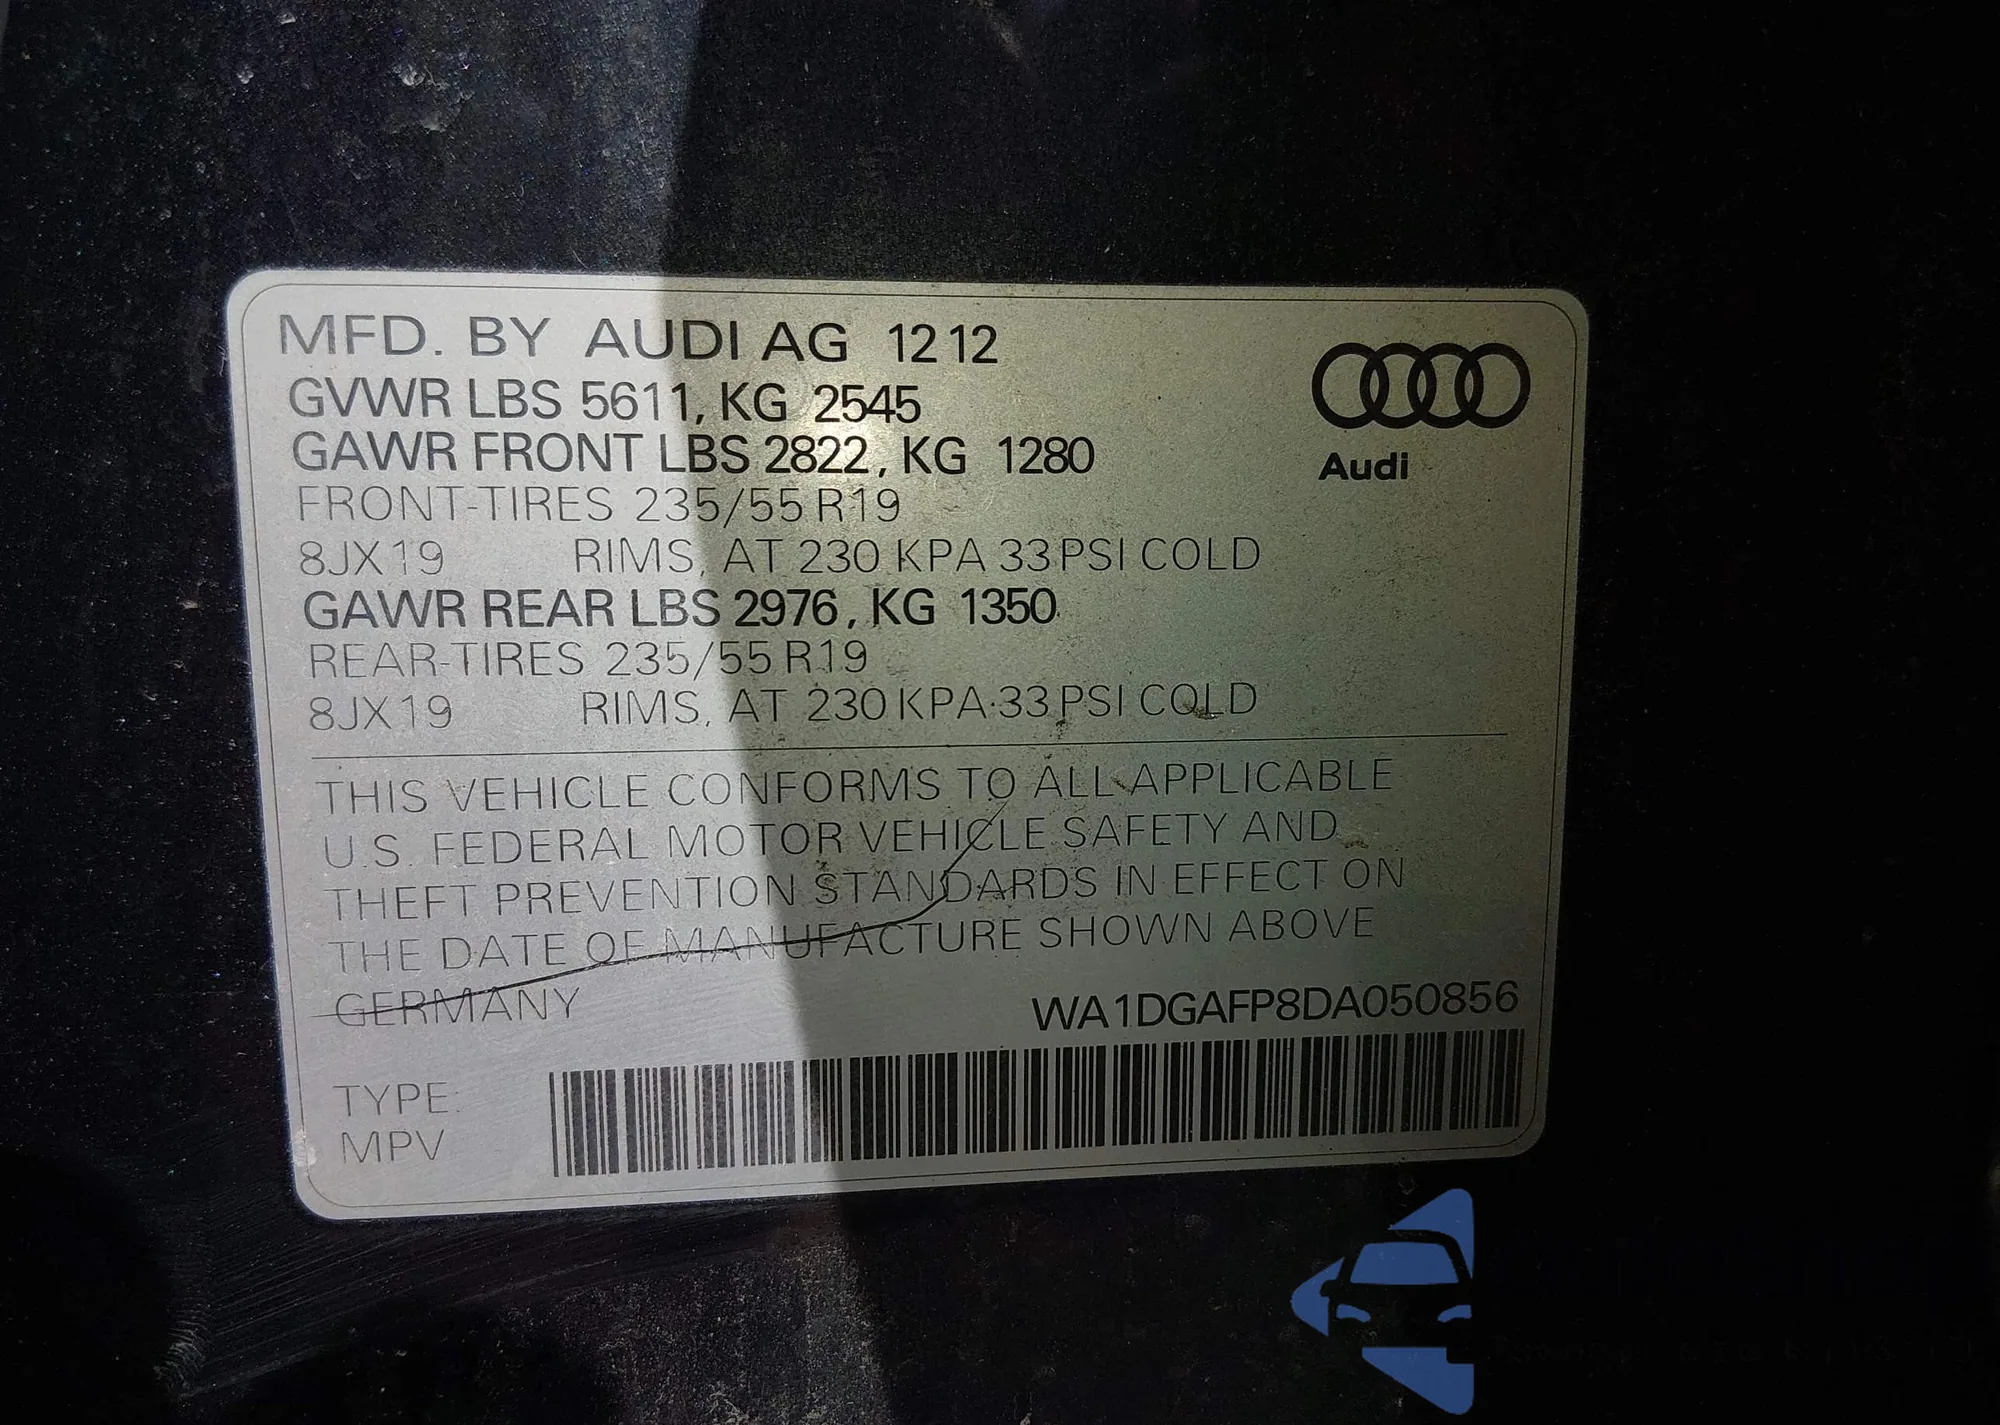 MFD. BY AUDI AG 12 12
GVWR LBS 5611, KG 2545
GAWR FRONT LBS 2822, KG 1280
FRONT-TIRES 235/55 R19
8JX19 RIMS, AT 230 KPA 33 PSI COLD
GAWR REAR LBS 2976, KG 1350
REAR-TIRES 235/55 R19
8JX19 RIMS, AT 230 KPA 33 PSI COLD
Audi
THIS VEHICLE CONFORMS TO ALL APPLICABLE
U.S. FEDERAL MOTOR VEHICLE SAFETY AND
THEFT PREVENTION STANDARDS IN EFFECT ON
THE DATE OF MANUFACTURE SHOWN ABOVE
GERMANY WA1DGAFP8DA050856
TYPE:
MPV